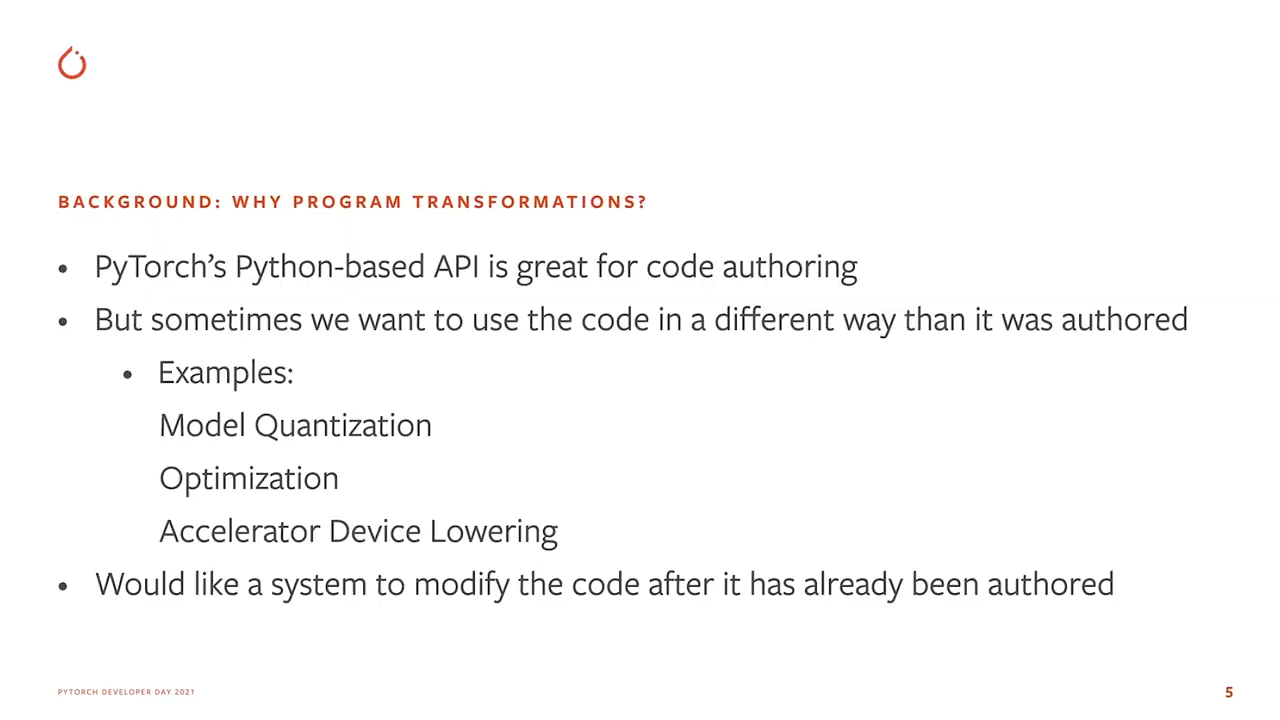 BACKGROUND: WHY PROGRAM TRANSFORMATIONS?
• PyTorch’s Python-based API is great for code authoring
• But sometimes we want to use the code in a different way than it was authored
• Examples:
Model Quantization
Optimization
Accelerator Device Lowering
• Would like a system to modify the code after it has already been authored
PYTORCH DEVELOPER DAY 2021
5